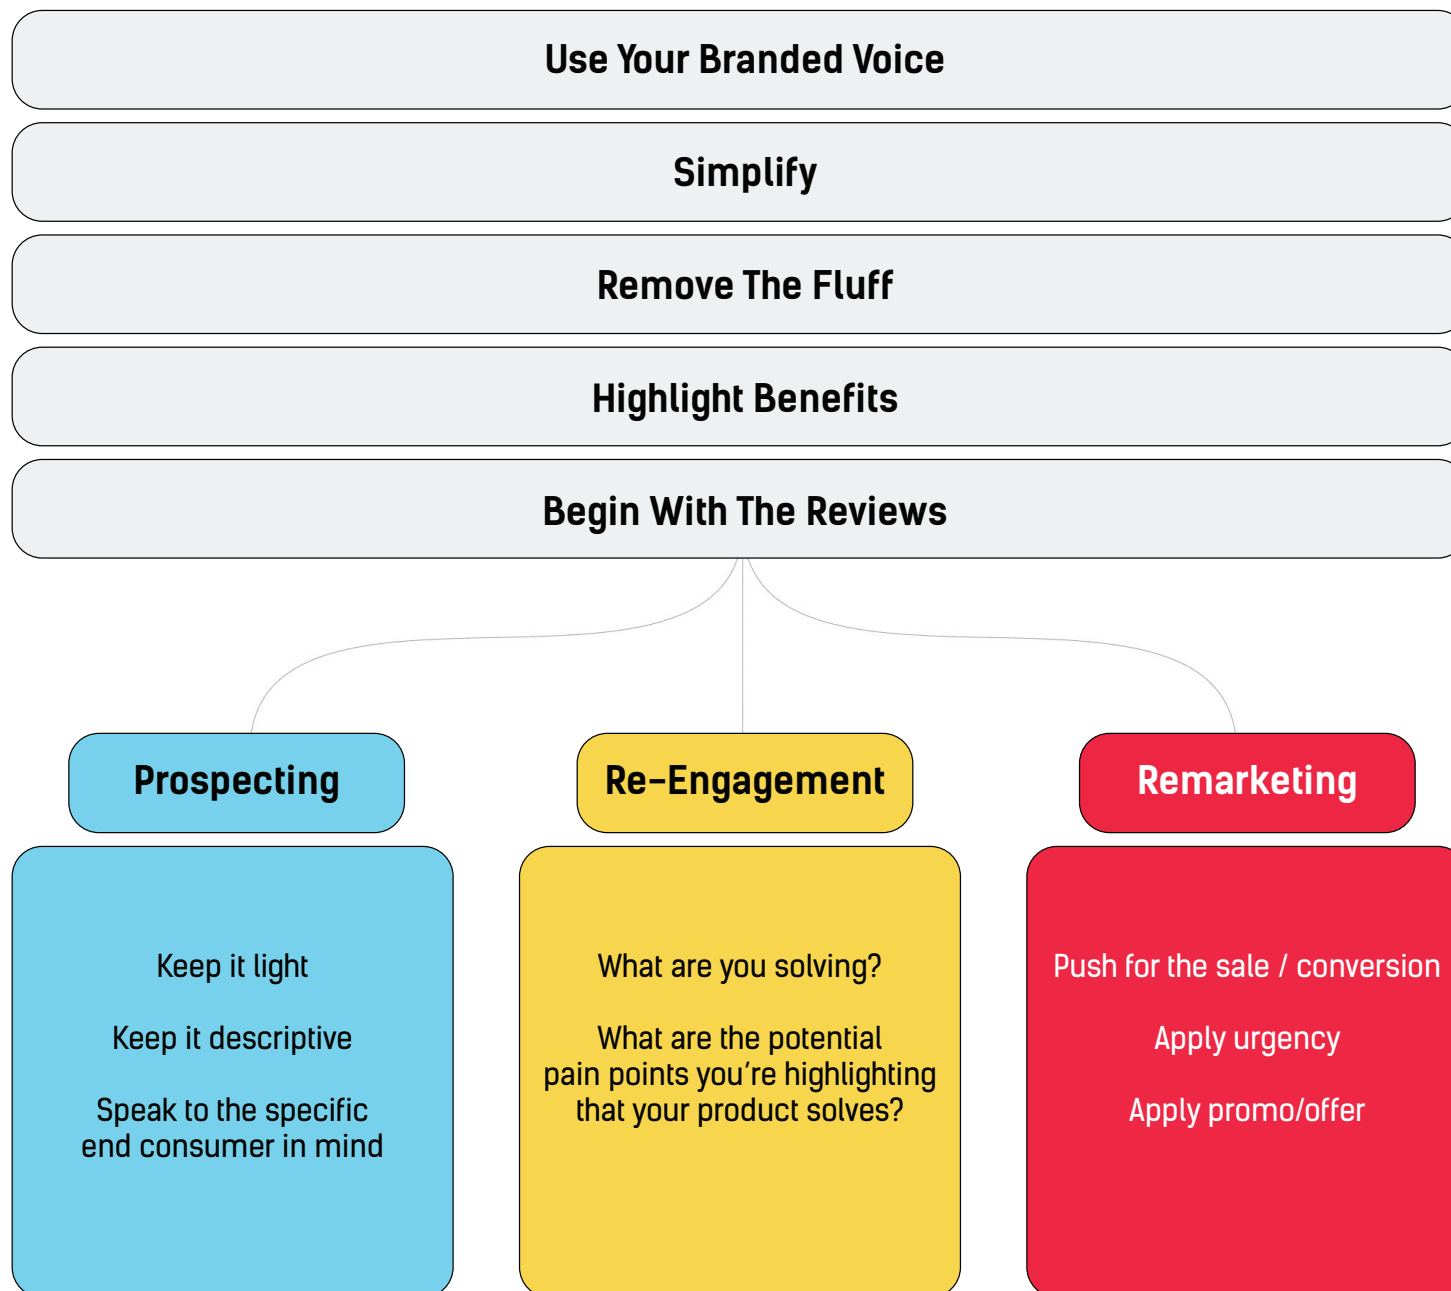 Use Your Branded Voice
Simplify
Remove The Fluff
Highlight Benefits
Begin With The Reviews
Prospecting
Keep it light
Keep it descriptive
Speak to the specific
end consumer in mind
Re-Engagement
What are you solving?
What are the potential
pain points you’re highlighting
that your product solves?
Remarketing
Push for the sale / conversion
Apply urgency
Apply promo/offer